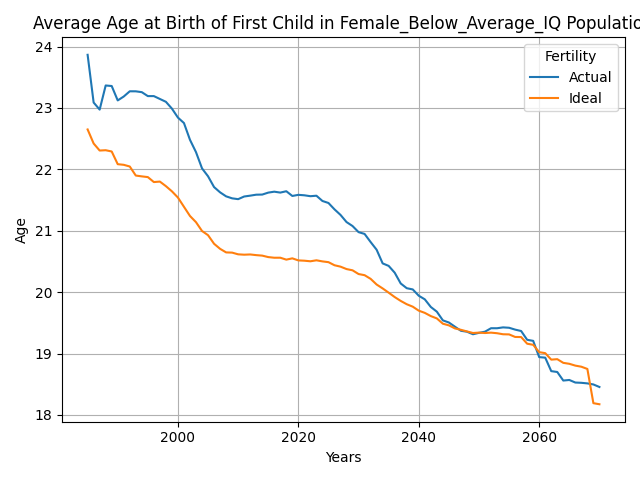 Average Age at Birth of First Child in Female_Below_Average_IQ Populatio
Fertility
Actual
Ideal
24
23
22
21
20
19
18
Age
2000
2020
2040
2060
Years